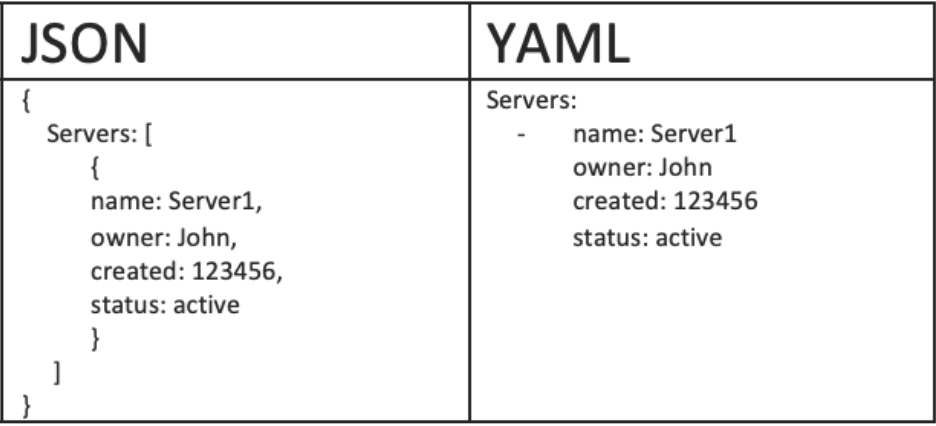 JSON
{
Servers: [
{
name: Server1,
owner: John,
created: 123456,
status: active
}
]
}
YAML
Servers:
- name: Server1
owner: John
created: 123456
status: active